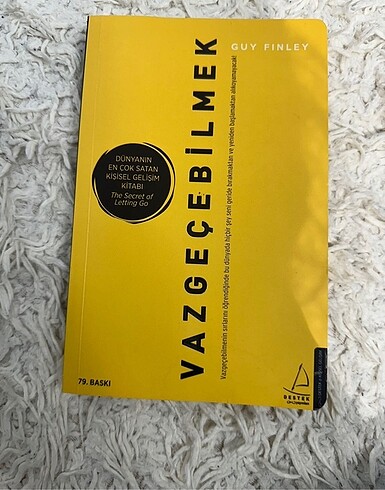 GUY FINLEY
VAZGEÇEBİLMEK
Vazgeçebilmenin sırlarını öğrendiğinde bu dünyada hiçbir şey seni geride bırakmaktan ve yeniden başlamaktan alıkoyamayacak!
DÜNYANIN
EN ÇOK SATAN
KİŞİSEL GELİŞİM
KİTABI
The Secret of
Letting Go
79. BASKI
DESTEK